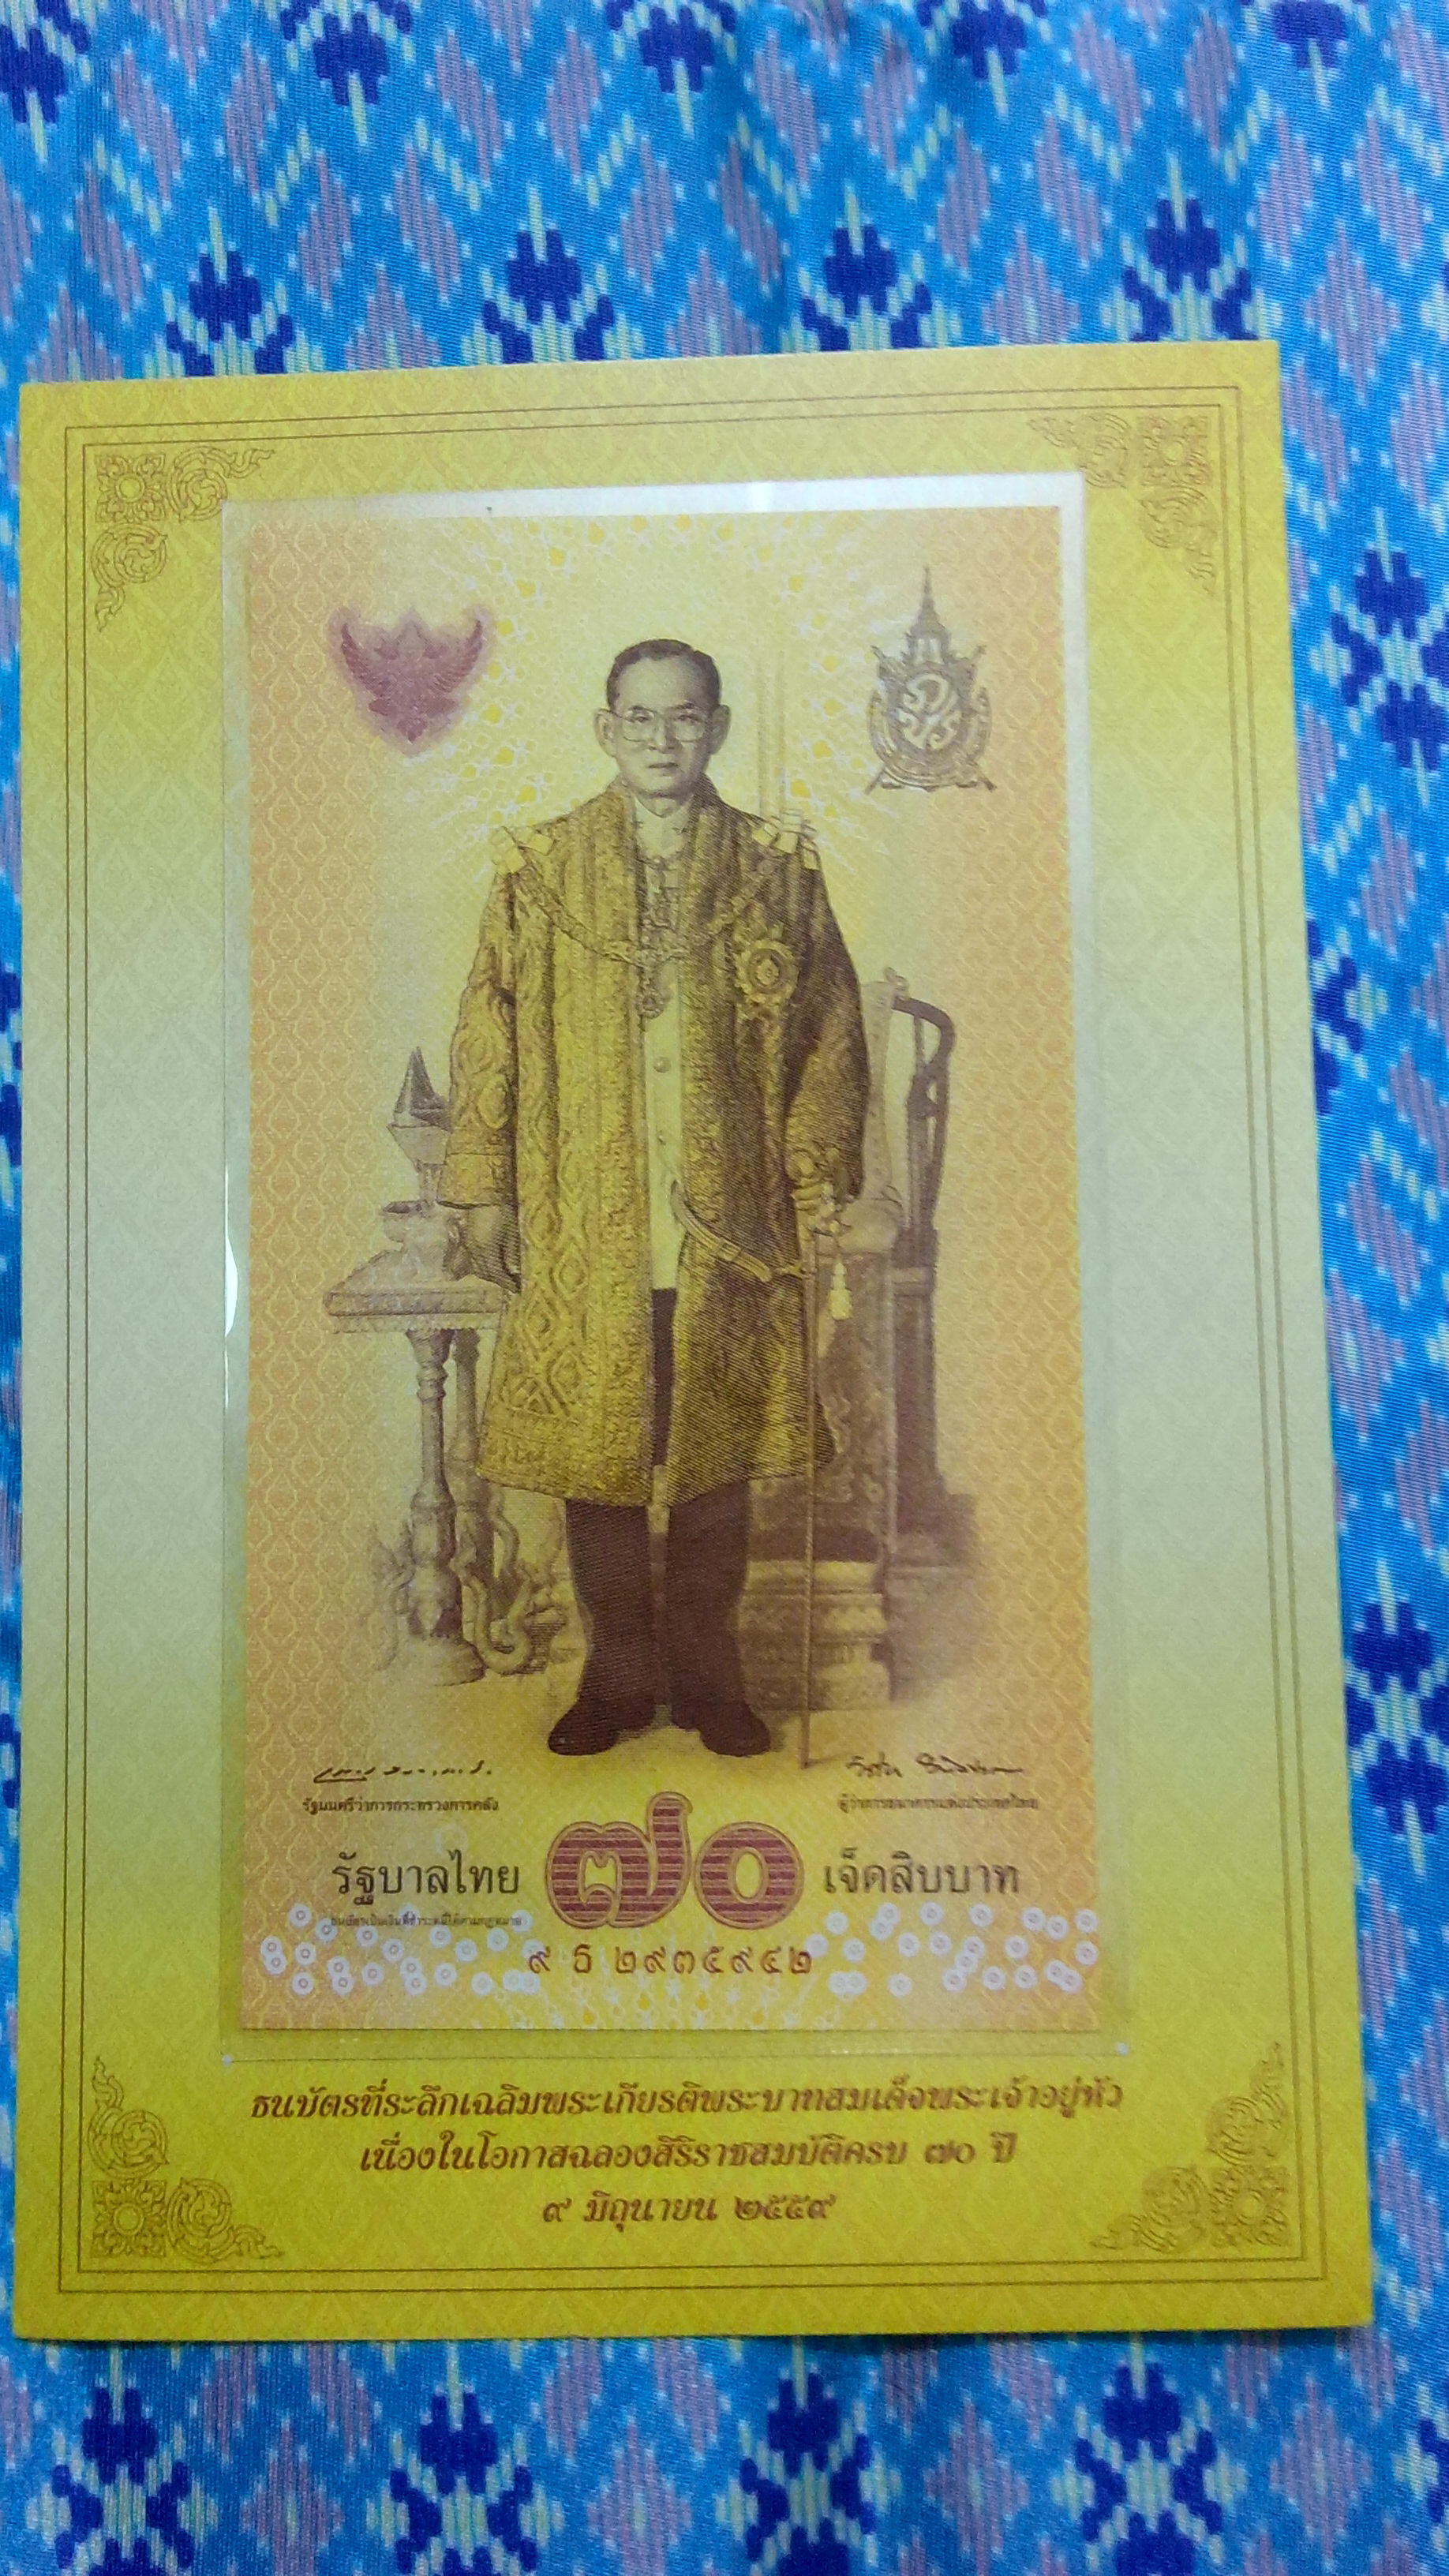 รัฐมนตรีว่าการกระทรวงการคลัง
ผู้ว่าการธนาคารแห่งประเทศไทย
รัฐบาลไทย ๗๐ เจ็ดสิบบาท
ธนบัตรเป็นเงินที่ชำระหนี้ได้ตามกฎหมาย
๙ ธ ๒๙๓๕๙๔๒
ธนบัตรที่ระลึกเฉลิมพระเกียรติพระบาทสมเด็จพระเจ้าอยู่หัว
เนื่องในโอกาสฉลองสิริราชสมบัติครบ ๗๐ ปี
๙ มิถุนายน ๒๕๕๙